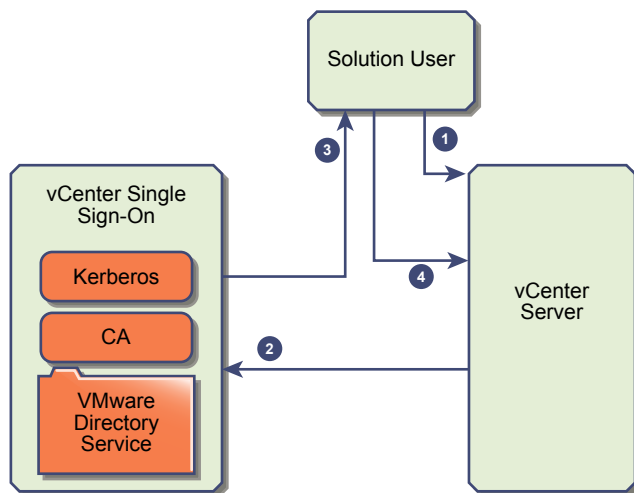 Solution User
1
3
vCenter Single
Sign-On
Kerberos
4
vCenter
Server
CA
2
VMware
Directory
Service